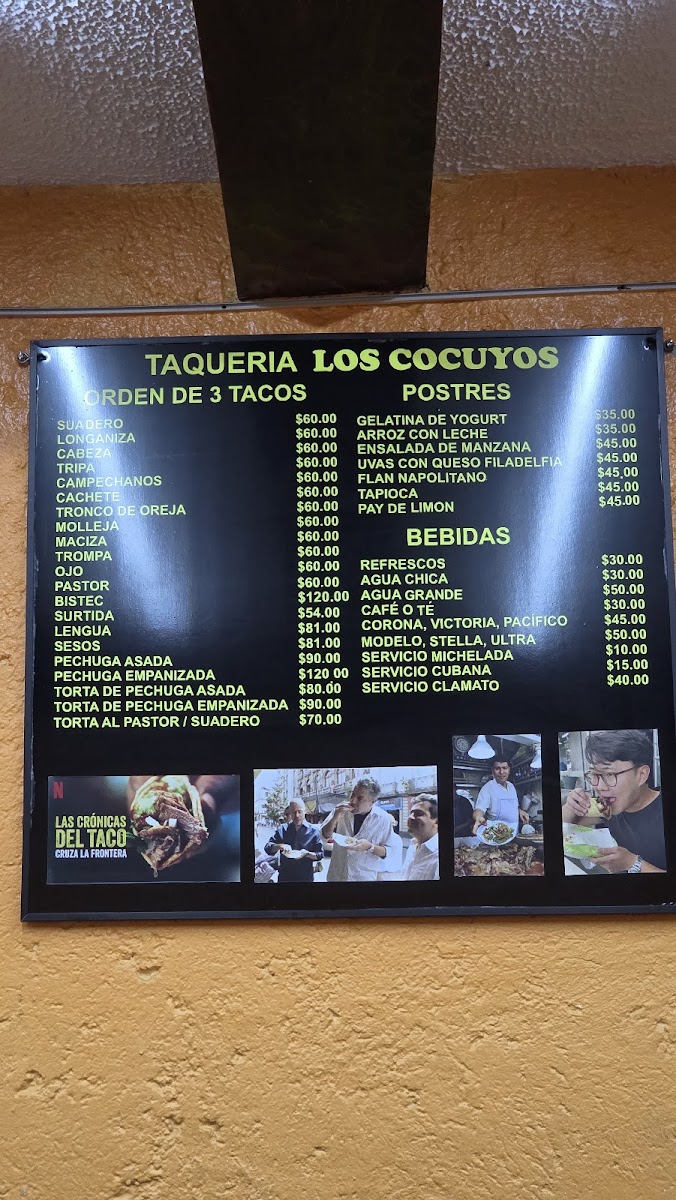 TAQUERIA LOS COCUYOS
ORDEN DE 3 TACOS
SUADERO $60.00
LONGANIZA $60.00
CABEZA $60.00
TRIPA $60.00
CAMPECHANOS $60.00
CACHETE $60.00
TRONCO DE OREJA $60.00
MOLLEJA $60.00
MACIZA $60.00
TROMPA $60.00
OJO $60.00
PASTOR $60.00
BISTEC $120.00
SURTIDA $54.00
LENGUA $81.00
SESOS $81.00
PECHUGA ASADA $90.00
PECHUGA EMPANIZADA $120 00
TORTA DE PECHUGA ASADA $80.00
TORTA DE PECHUGA EMPANIZADA $90.00
TORTA AL PASTOR / SUADERO $70.00
POSTRES
GELATINA DE YOGURT $35.00
ARROZ CON LECHE $35.00
ENSALADA DE MANZANA $45.00
UVAS CON QUESO FILADELFIA $45.00
FLAN NAPOLITANO $45.00
TAPIOCA $45.00
PAY DE LIMON $45.00
BEBIDAS
REFRESCOS $30.00
AGUA CHICA $30.00
AGUA GRANDE $50.00
CAFÉ O TÉ $30.00
CORONA, VICTORIA, PACÍFICO $45.00
MODELO, STELLA, ULTRA $50.00
SERVICIO MICHELADA $10.00
SERVICIO CUBANA $15.00
SERVICIO CLAMATO $40.00
N
LAS CRÓNICAS
DEL TACO
CRUZA LA FRONTERA